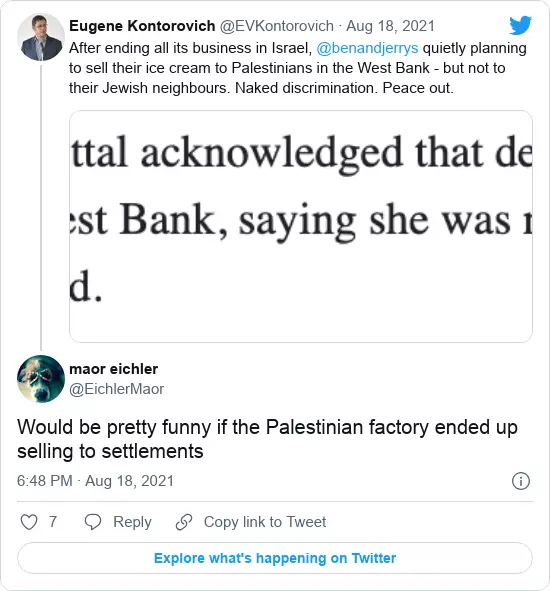 Eugene Kontorovich @EVKontorovich · Aug 18, 2021
After ending all its business in Israel, @benandjerrys quietly planning
to sell their ice cream to Palestinians in the West Bank - but not to
their Jewish neighbours. Naked discrimination. Peace out.
ttal acknowledged that de
est Bank, saying she was
d.
maor eichler
@EichlerMaor
Would be pretty funny if the Palestinian factory ended up
selling to settlements
6:48 PM · Aug 18, 2021
7 Reply Copy link to Tweet
Explore what's happening on Twitter